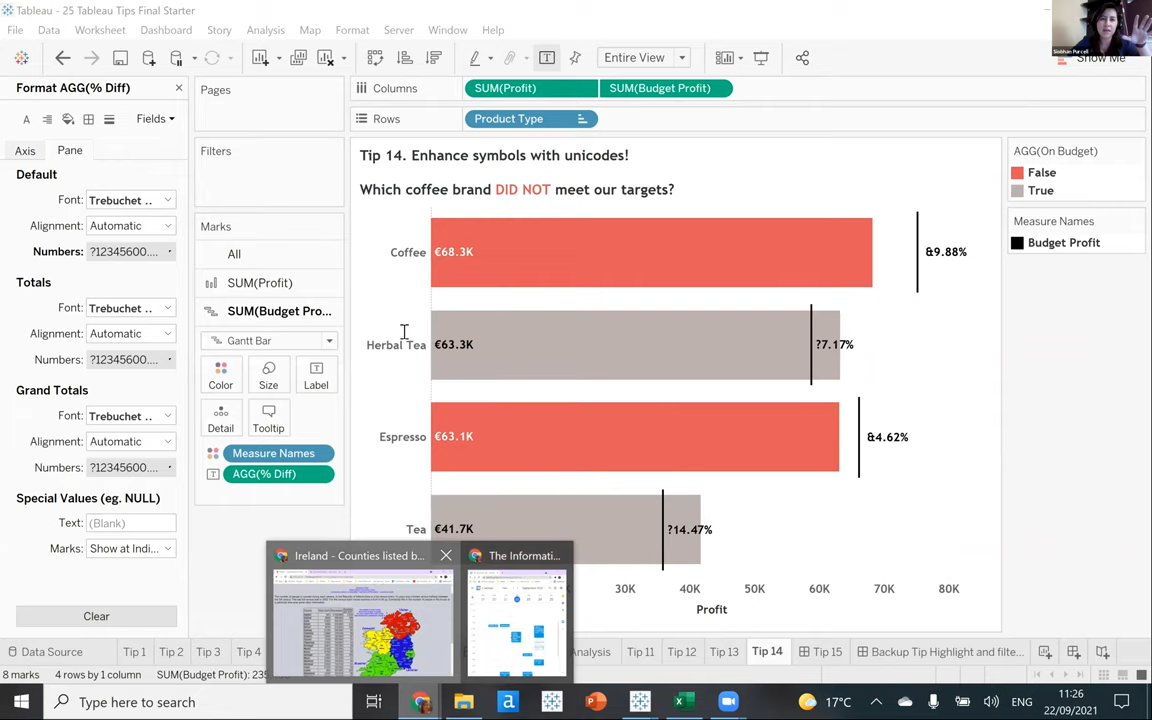 Tableau - 25 Tableau Tips Final Starter
Siobhan Purcell
File Data Worksheet Dashboard Story Analysis Map Format Server Window Help
Entire View
Show Me
Format AGG(% Diff)
Fields
Axis
Pane
Default
Font: Trebuchet ..
Alignment: Automatic
Numbers: ?12345600....
Totals
Font: Trebuchet ..
Alignment: Automatic
Numbers: ?12345600....
Grand Totals
Font: Trebuchet ..
Alignment: Automatic
Numbers: ?12345600....
Special Values (eg. NULL)
Text: (Blank)
Marks: Show at Indi...
Clear
Pages
Filters
Marks
All
SUM(Profit)
SUM(Budget Pro...
Gantt Bar
Color Size Label
Detail Tooltip
Measure Names
AGG(% Diff)
Columns SUM(Profit) SUM(Budget Profit)
Rows Product Type
Tip 14. Enhance symbols with unicodes!
Which coffee brand DID NOT meet our targets?
Coffee €68.3K &9.88%
Herbal Tea €63.3K ?7.17%
Espresso €63.1K &4.62%
Tea €41.7K ?14.47%
30K 40K 50K 60K 70K 80K
Profit
AGG(On Budget)
False
True
Measure Names
Budget Profit
Ireland - Counties listed b...
The Informati...
Data Source Tip 1 Tip 2 Tip 3 Tip 4 nalysis Tip 11 Tip 12 Tip 13 Tip 14 Tip 15 Backup Tip Highlight and filte...
8 marks 4 rows by 1 column SUM(Budget Profit): 235
Type here to search
17°C
ENG
11:26
22/09/2021